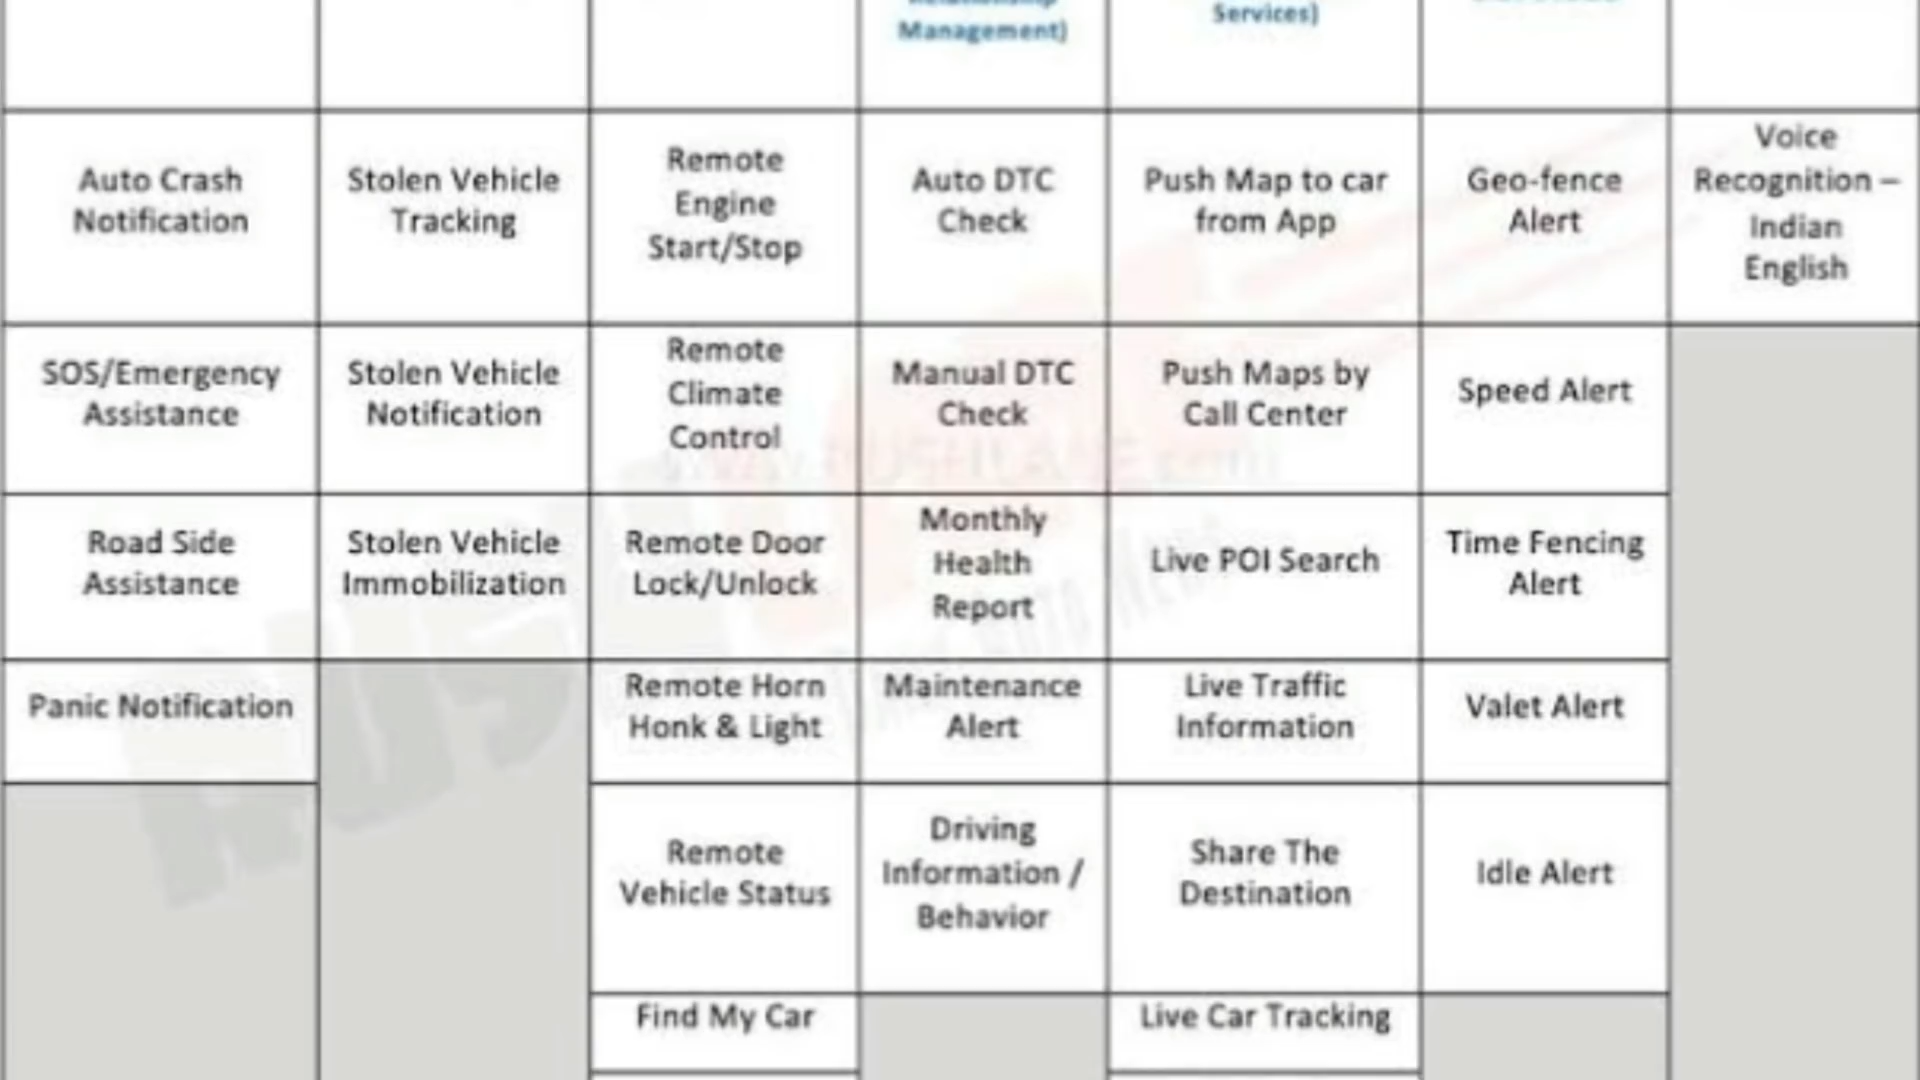 Management)
Services)
Auto Crash
Notification
Stolen Vehicle
Tracking
Remote
Engine
Start/Stop
Auto DTC
Check
Push Map to car
from App
Geo-fence
Alert
Voice
Recognition –
Indian
English
SOS/Emergency
Assistance
Stolen Vehicle
Notification
Remote
Climate
Control
Manual DTC
Check
Push Maps by
Call Center
Speed Alert
Road Side
Assistance
Stolen Vehicle
Immobilization
Remote Door
Lock/Unlock
Monthly
Health
Report
Live POI Search
Time Fencing
Alert
Panic Notification
Remote Horn
Honk & Light
Maintenance
Alert
Live Traffic
Information
Valet Alert
Remote
Vehicle Status
Driving
Information /
Behavior
Share The
Destination
Idle Alert
Find My Car
Live Car Tracking